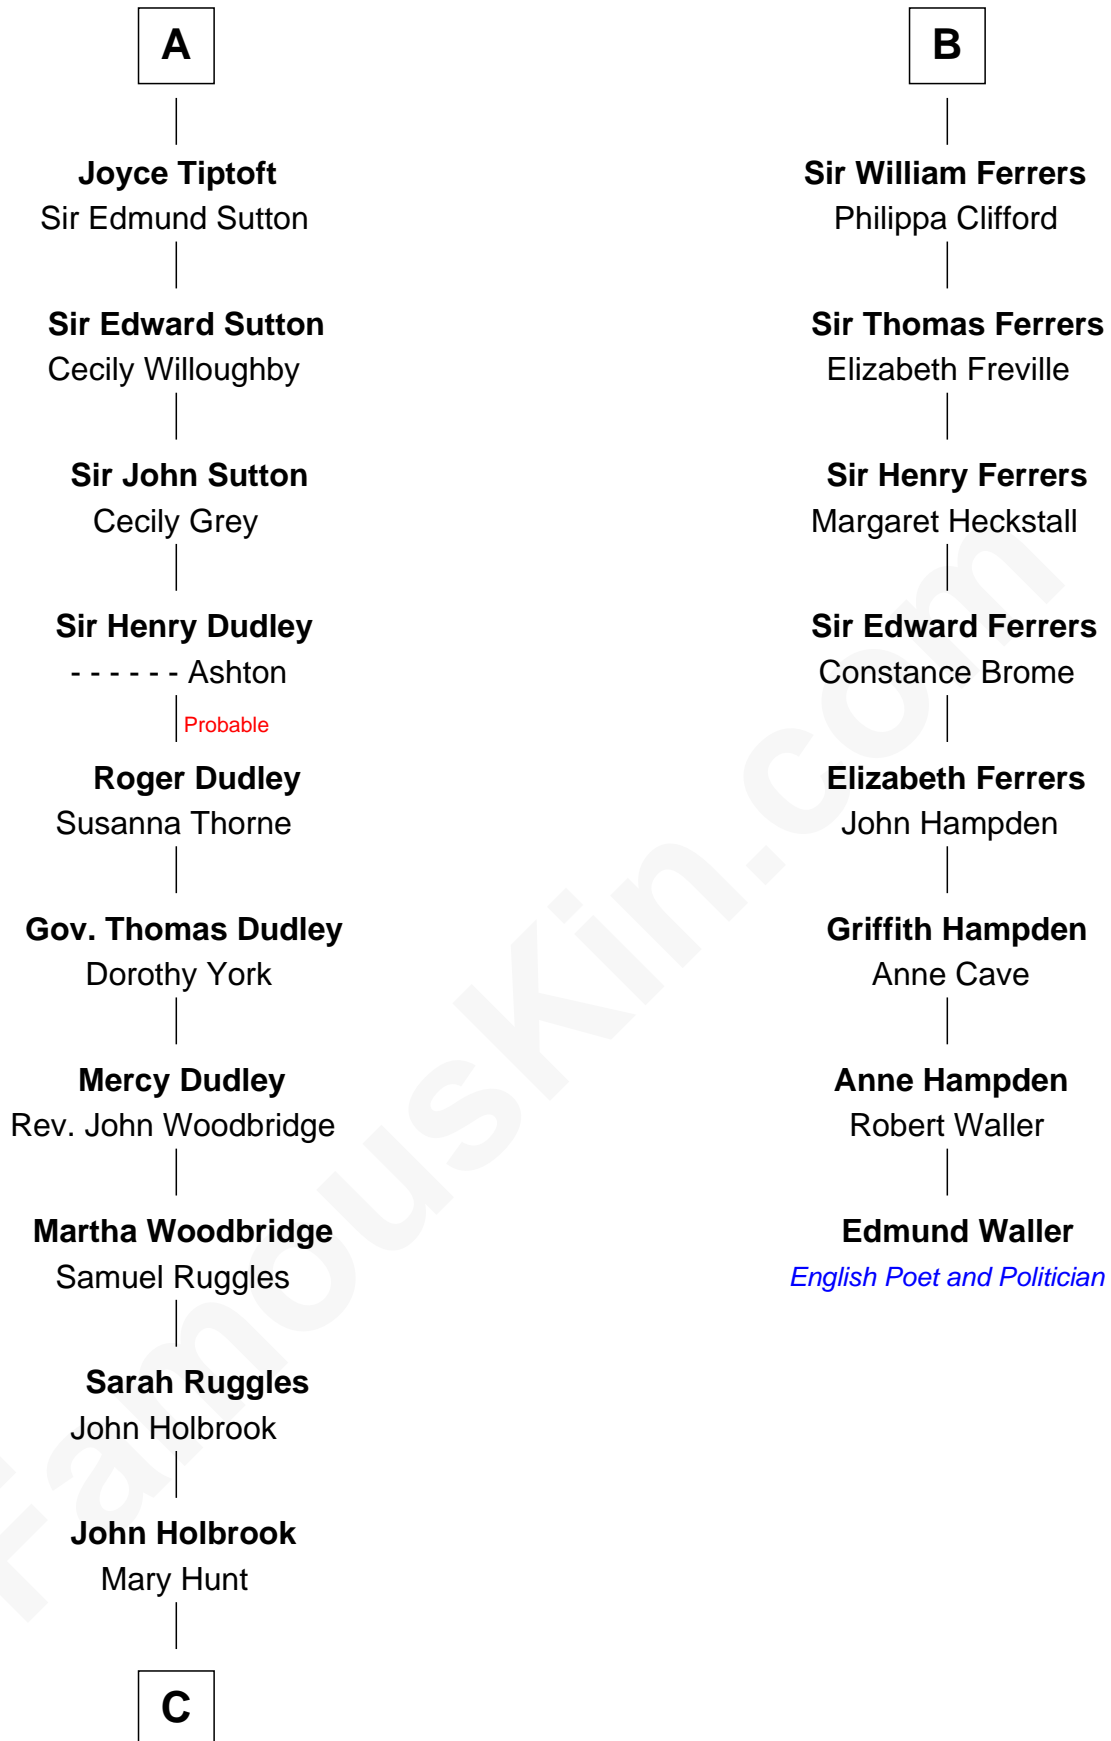 A
Joyce Tiptoft
Sir Edmund Sutton
Sir Edward Sutton
Cecily Willoughby
Sir John Sutton
Cecily Grey
Sir Henry Dudley
- - - - - - Ashton
Probable
Roger Dudley
Susanna Thorne
Gov. Thomas Dudley
Dorothy York
Mercy Dudley
Rev. John Woodbridge
Martha Woodbridge
Samuel Ruggles
Sarah Ruggles
John Holbrook
John Holbrook
Mary Hunt
C
B
Sir William Ferrers
Philippa Clifford
Sir Thomas Ferrers
Elizabeth Freville
Sir Henry Ferrers
Margaret Heckstall
Sir Edward Ferrers
Constance Brome
Elizabeth Ferrers
John Hampden
Griffith Hampden
Anne Cave
Anne Hampden
Robert Waller
Edmund Waller
English Poet and Politician
FamousKin.com